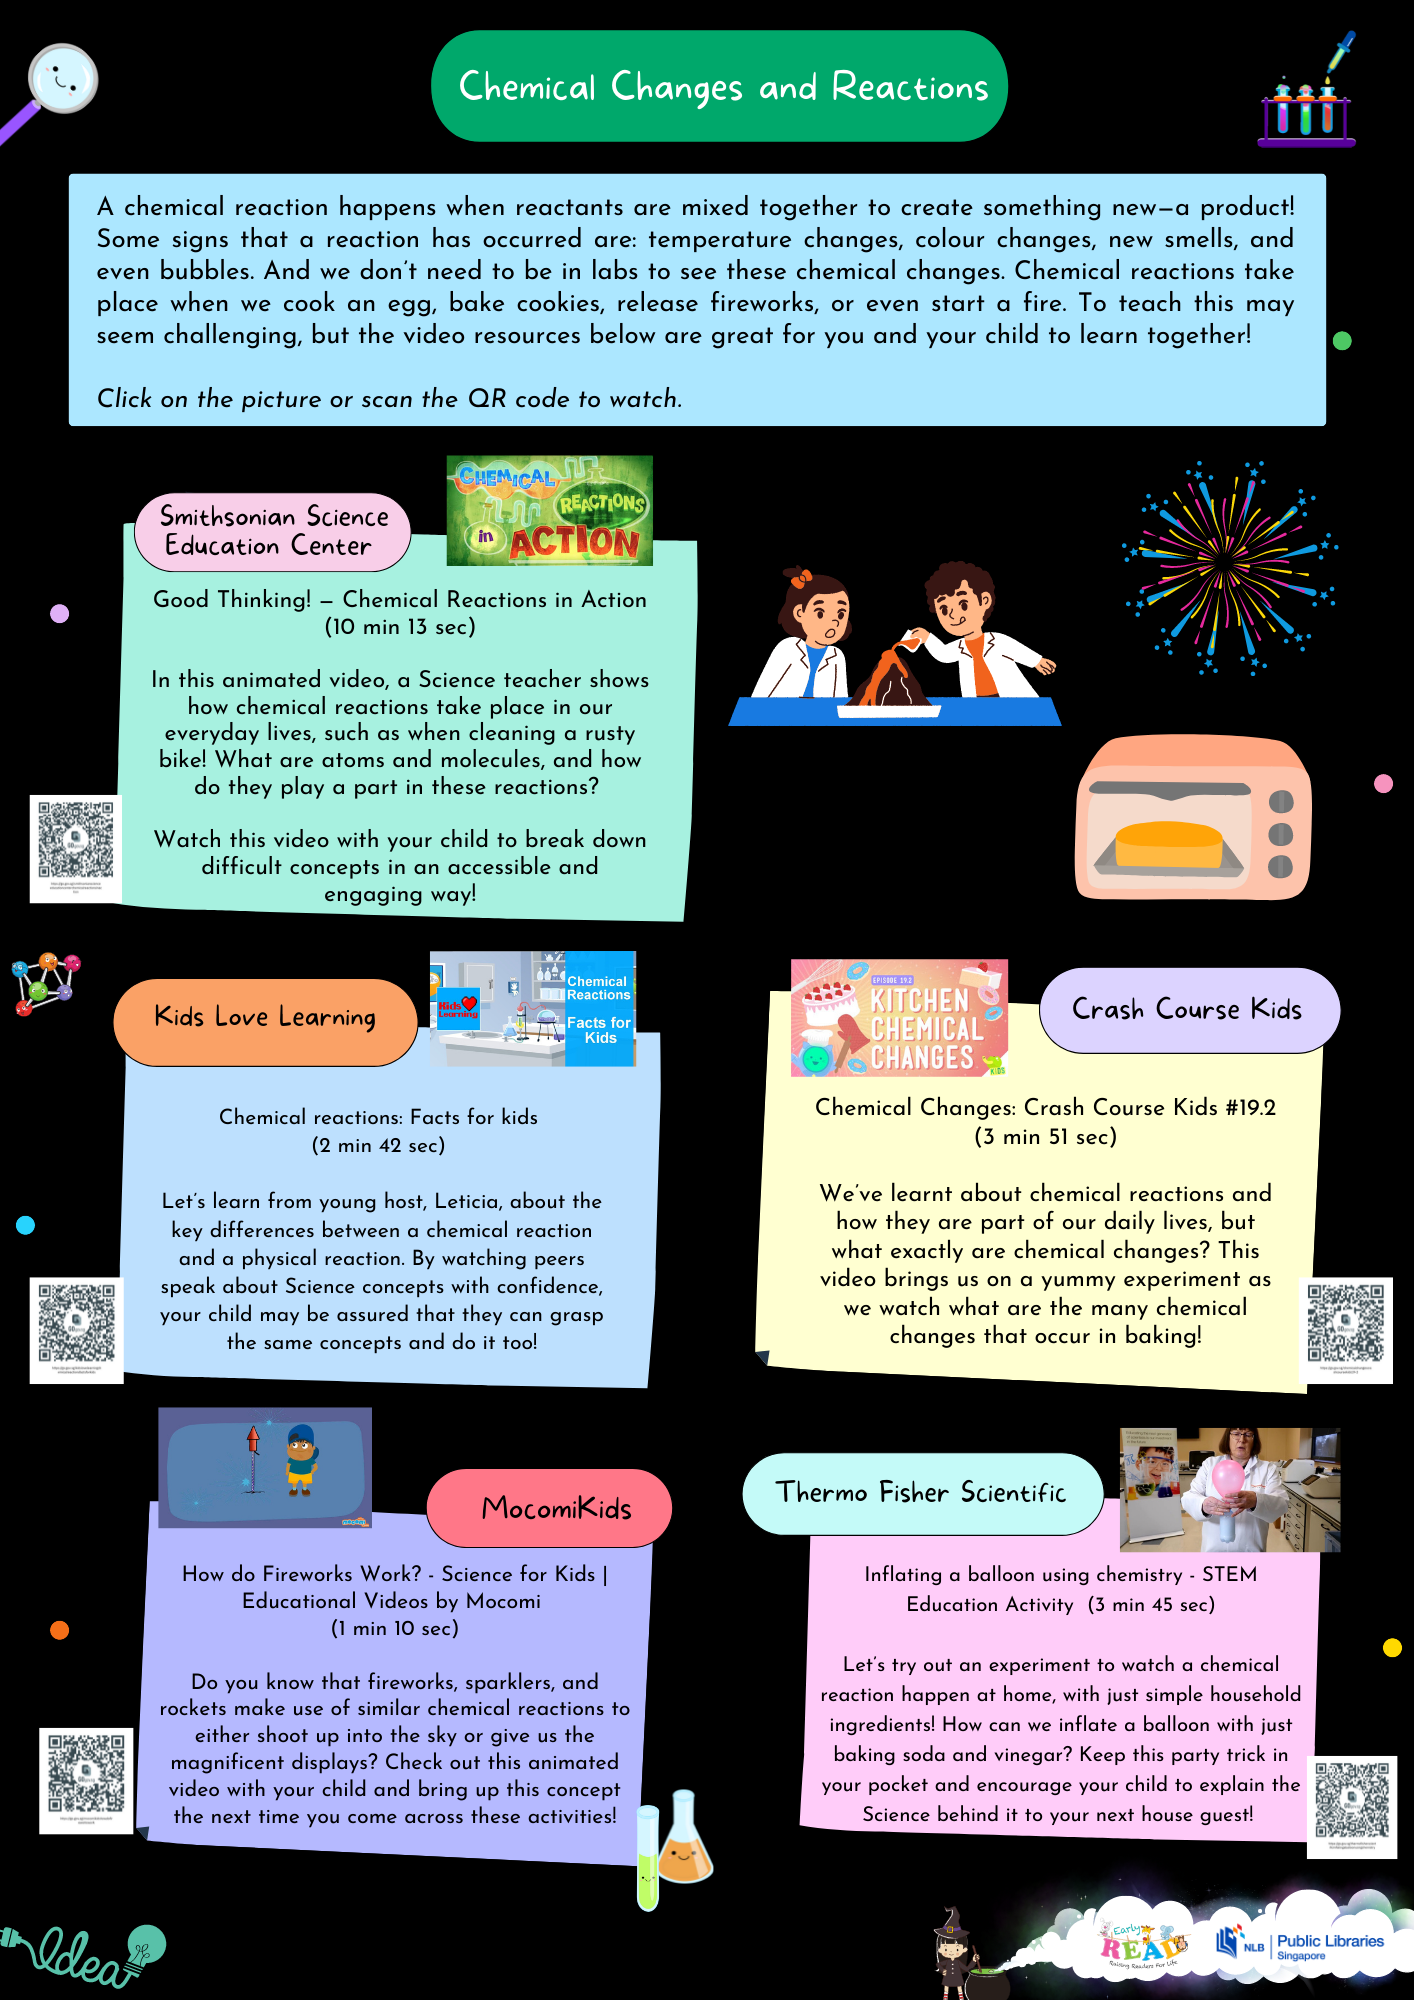 Chemical Changes and Reactions
A chemical reaction happens when reactants are mixed together to create something new—a product!
Some signs that a reaction has occurred are: temperature changes, colour changes, new smells, and
even bubbles. And we don't need to be in labs to see these chemical changes. Chemical reactions take
place when we cook an egg, bake cookies, release fireworks, or even start a fire. To teach this may
seem challenging, but the video resources below are great for you and your child to learn together!
Click on the picture or scan the QR code to watch.
Smithsonian Science
Education Center
CHEMICAL
REACTIONS
in
ACTION
Good Thinking! – Chemical Reactions in Action
(10 min 13 sec)
In this animated video, a Science teacher shows
how chemical reactions take place in our
everyday lives, such as when cleaning a rusty
bike! What are atoms and molecules, and how
do they play a part in these reactions?
Watch this video with your child to break down
difficult concepts in an accessible and
engaging way!
Kids Love Learning
Kids
Learning
Chemical
Reactions
Facts for
Kids
Chemical reactions: Facts for kids
(2 min 42 sec)
Let's learn from young host, Leticia, about the
key differences between a chemical reaction
and a physical reaction. By watching peers
speak about Science concepts with confidence,
your child may be assured that they can grasp
the same concepts and do it too!
EPISODE 19.2
KITCHEN
CHEMICAL
CHANGES
KIDS
Crash Course Kids
Chemical Changes: Crash Course Kids #19.2
(3 min 51 sec)
We've learnt about chemical reactions and
how they are part of our daily lives, but
what exactly are chemical changes? This
video brings us on a yummy experiment as
we watch what are the many chemical
changes that occur in baking!
MocomiKids
How do Fireworks Work? - Science for Kids |
Educational Videos by Mocomi
(1 min 10 sec)
Do you know that fireworks, sparklers, and
rockets make use of similar chemical reactions to
either shoot up into the sky or give us the
magnificent displays? Check out this animated
video with your child and bring up this concept
the next time you come across these activities!
Thermo Fisher Scientific
Inflating a balloon using chemistry - STEM
Education Activity (3 min 45 sec)
Let's try out an experiment to watch a chemical
reaction happen at home, with just simple household
ingredients! How can we inflate a balloon with just
baking soda and vinegar? Keep this party trick in
your pocket and encourage your child to explain the
Science behind it to your next house guest!
Idea
Early
READ
Raising Readers For Life
NLB
Public Libraries
Singapore